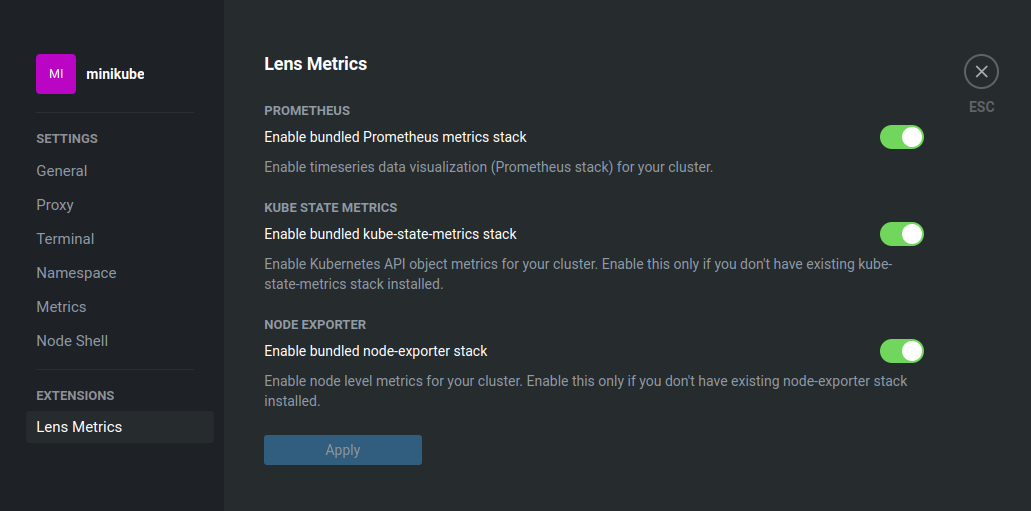 MI
minikube
SETTINGS
General
Proxy
Terminal
Namespace
Metrics
Node Shell
EXTENSIONS
Lens Metrics
Lens Metrics
PROMETHEUS
Enable bundled Prometheus metrics stack
Enable timeseries data visualization (Prometheus stack) for your cluster.
KUBE STATE METRICS
Enable bundled kube-state-metrics stack
Enable Kubernetes API object metrics for your cluster. Enable this only if you don't have existing kube-
state-metrics stack installed.
NODE EXPORTER
Enable bundled node-exporter stack
Enable node level metrics for your cluster. Enable this only if you don't have existing node-exporter stack
installed.
Apply
ESC